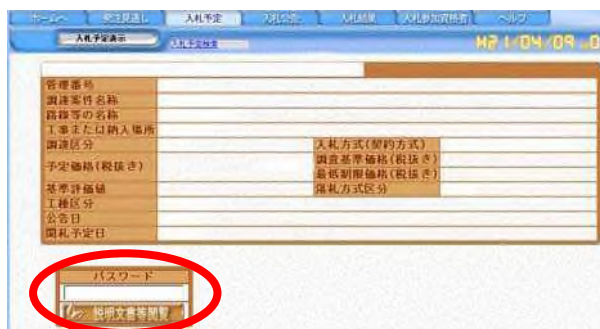 ホームへ 発注見通し 入札予定 入札公告 入札結果 入札参加資格者 ヘルプ
入札予定表示 入札予定検索 H21/04/09
管理番号
調達案件名称
路線等の名称
工事または納入場所
調達区分 入札方式(契約方式)
予定価格(税抜き) 調査基準価格(税抜き)
最低制限価格(税抜き)
基準評価値 落札方式区分
工種区分
公告日
開札予定日
パスワード
説明文書等閲覧